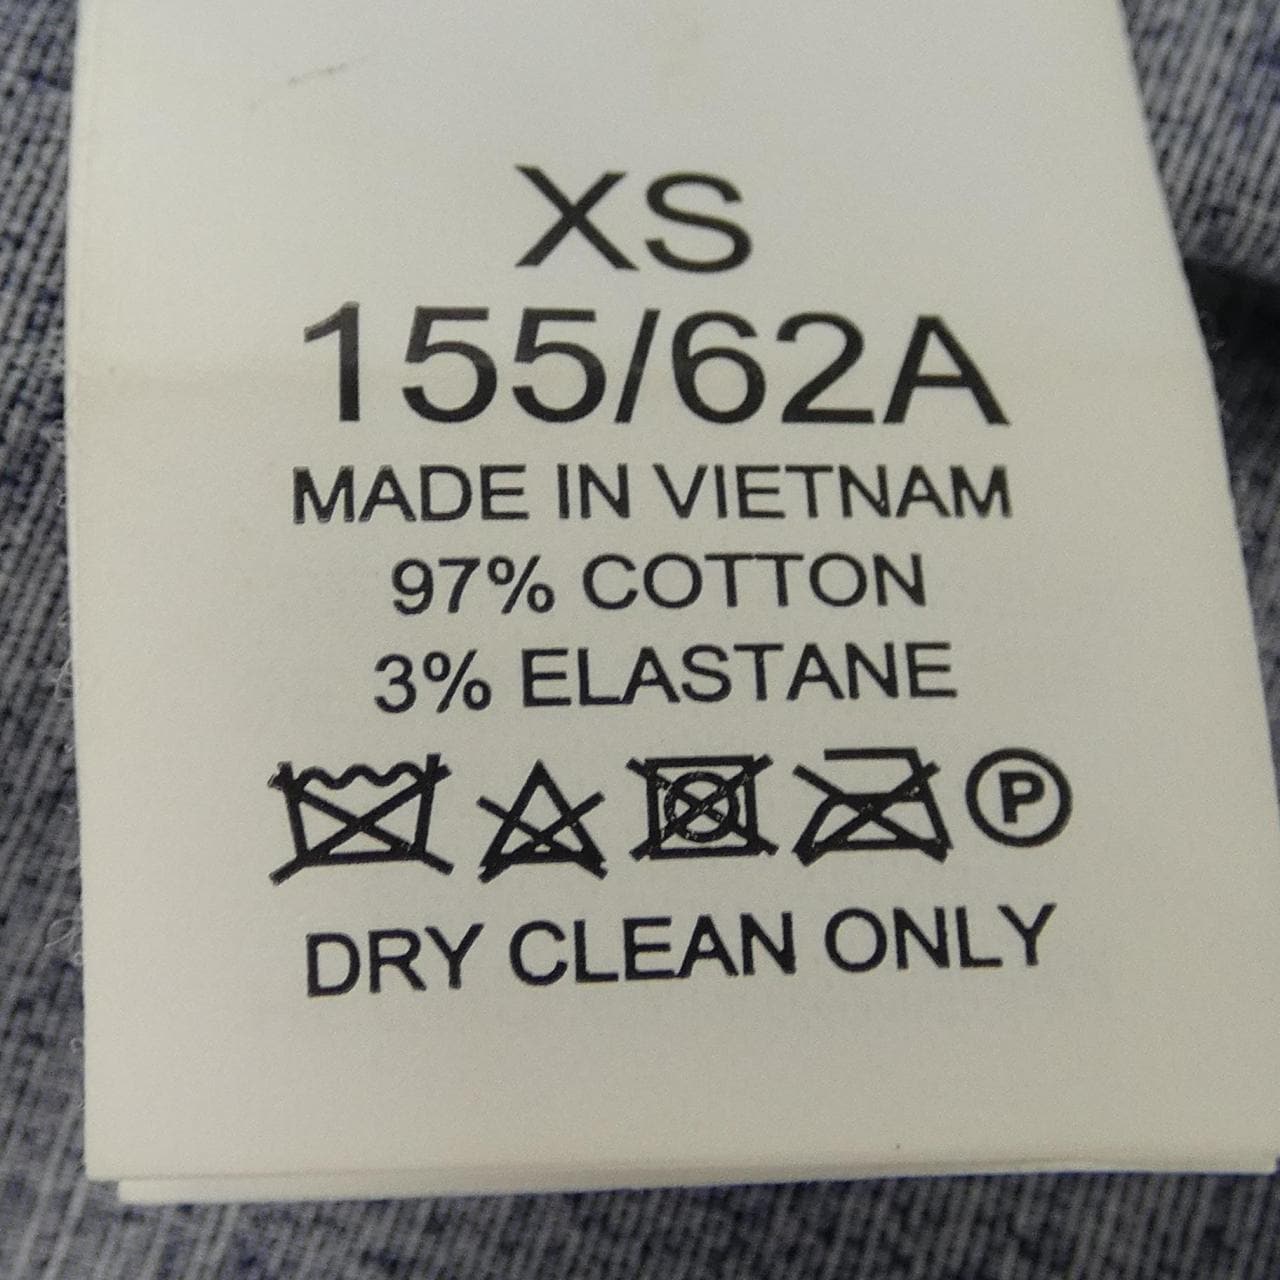 XS
155/62A
MADE IN VIETNAM
97% COTTON
3% ELASTANE
P
DRY CLEAN ONLY